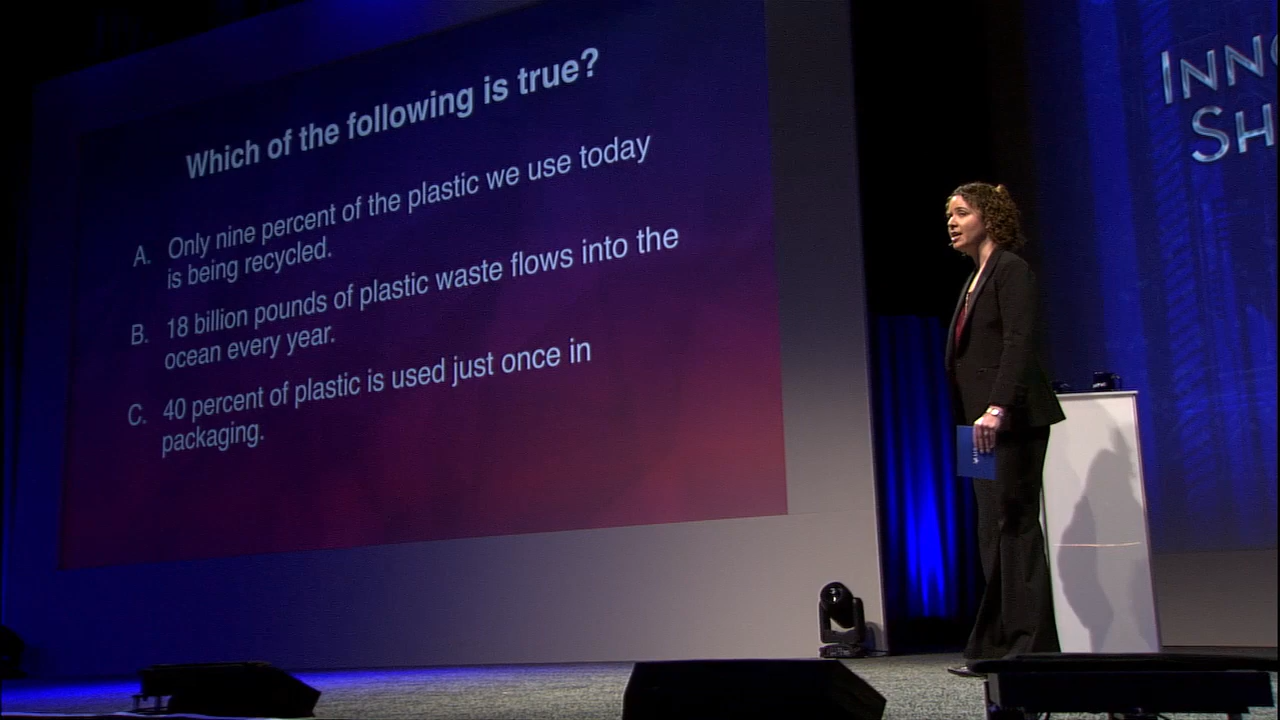 Which of the following is true?
A. Only nine percent of the plastic we use today
is being recycled.
B. 18 billion pounds of plastic waste flows into the
ocean every year.
C. 40 percent of plastic is used just once in
packaging.